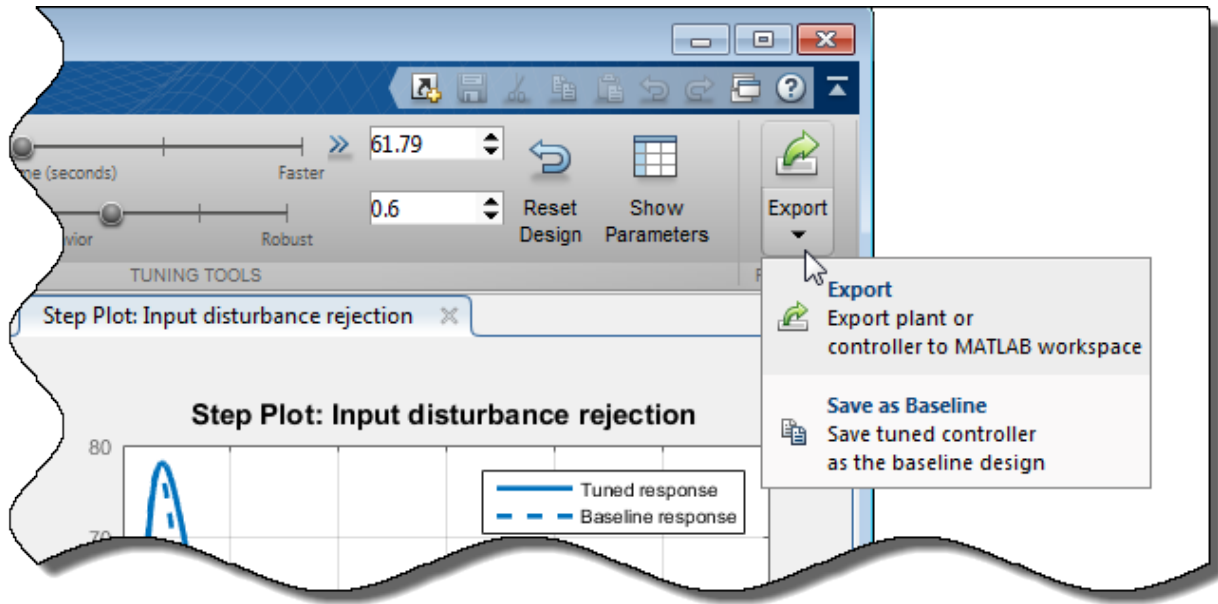 61.79
me (seconds)
Faster
0.6
vior
Robust
Reset
Design
Show
Parameters
Export
TUNING TOOLS
Export
Export plant or
controller to MATLAB workspace
Save as Baseline
Save tuned controller
as the baseline design
Step Plot: Input disturbance rejection
Step Plot: Input disturbance rejection
80
70
Tuned response
Baseline response